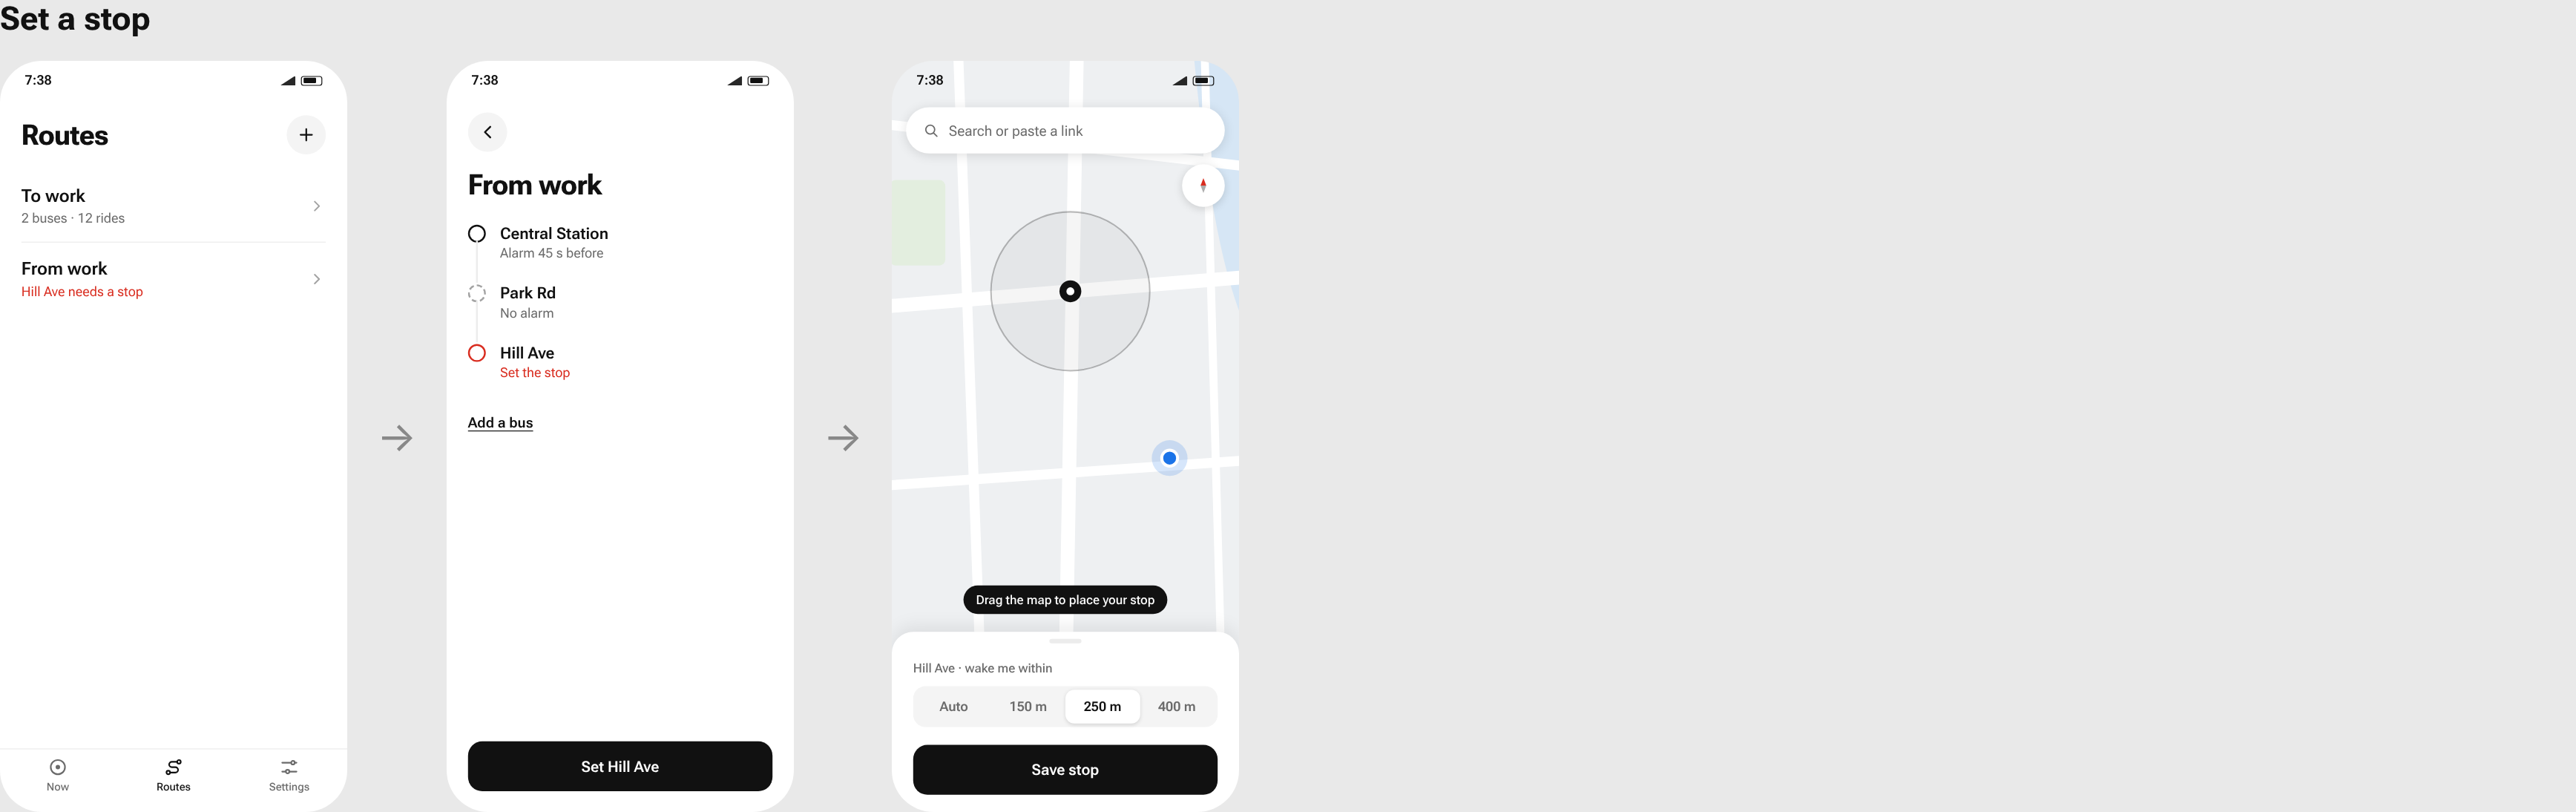 Set a stop
7:38
Routes
To work
2 buses · 12 rides
From work
Hill Ave needs a stop
Now
Routes
Settings
7:38
From work
Central Station
Alarm 45 s before
Park Rd
No alarm
Hill Ave
Set the stop
Add a bus
Set Hill Ave
7:38
Search or paste a link
Drag the map to place your stop
Hill Ave · wake me within
Auto 150 m 250 m 400 m
Save stop